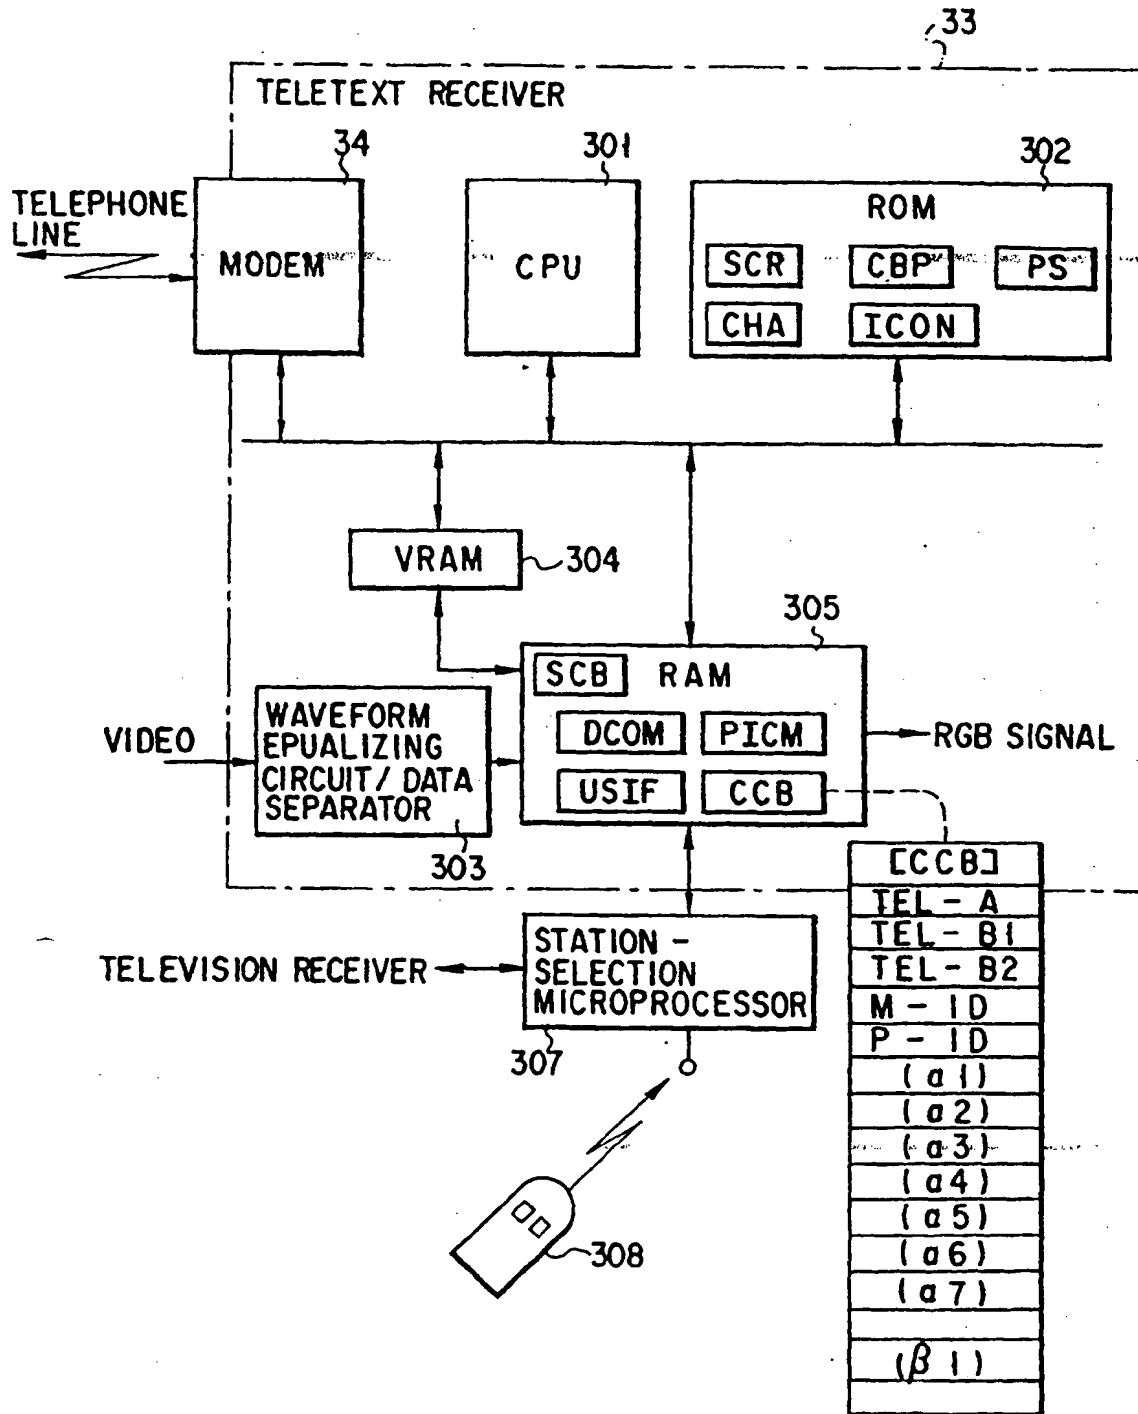 33
TELETEXT RECEIVER
34
301
302
TELEPHONE
LINE
MODEM
CPU
ROM
SCR
CBP
PS
CHA
ICON
VRAM
304
305
SCB
RAM
DCOM
PICM
USIF
CCB
VIDEO
WAVEFORM
EPUALIZING
CIRCUIT/ DATA
SEPARATOR
303
RGB SIGNAL
[CCB]
TEL - A
TEL - B1
TEL - B2
M - ID
P - ID
(a1)
(a2)
(a3)
(a4)
(a5)
(a6)
(a7)
(β1)
TELEVISION RECEIVER
STATION -
SELECTION
MICROPROCESSOR
307
308